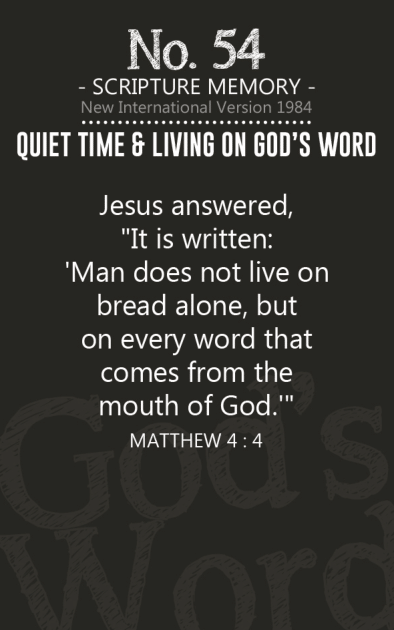 No. 54
- SCRIPTURE MEMORY -
New International Version 1984
QUIET TIME & LIVING ON GOD'S WORD
Jesus answered,
"It is written:
'Man does not live on
bread alone, but
on every word that
comes from the
mouth of God.'"
MATTHEW 4 : 4
God's
Word